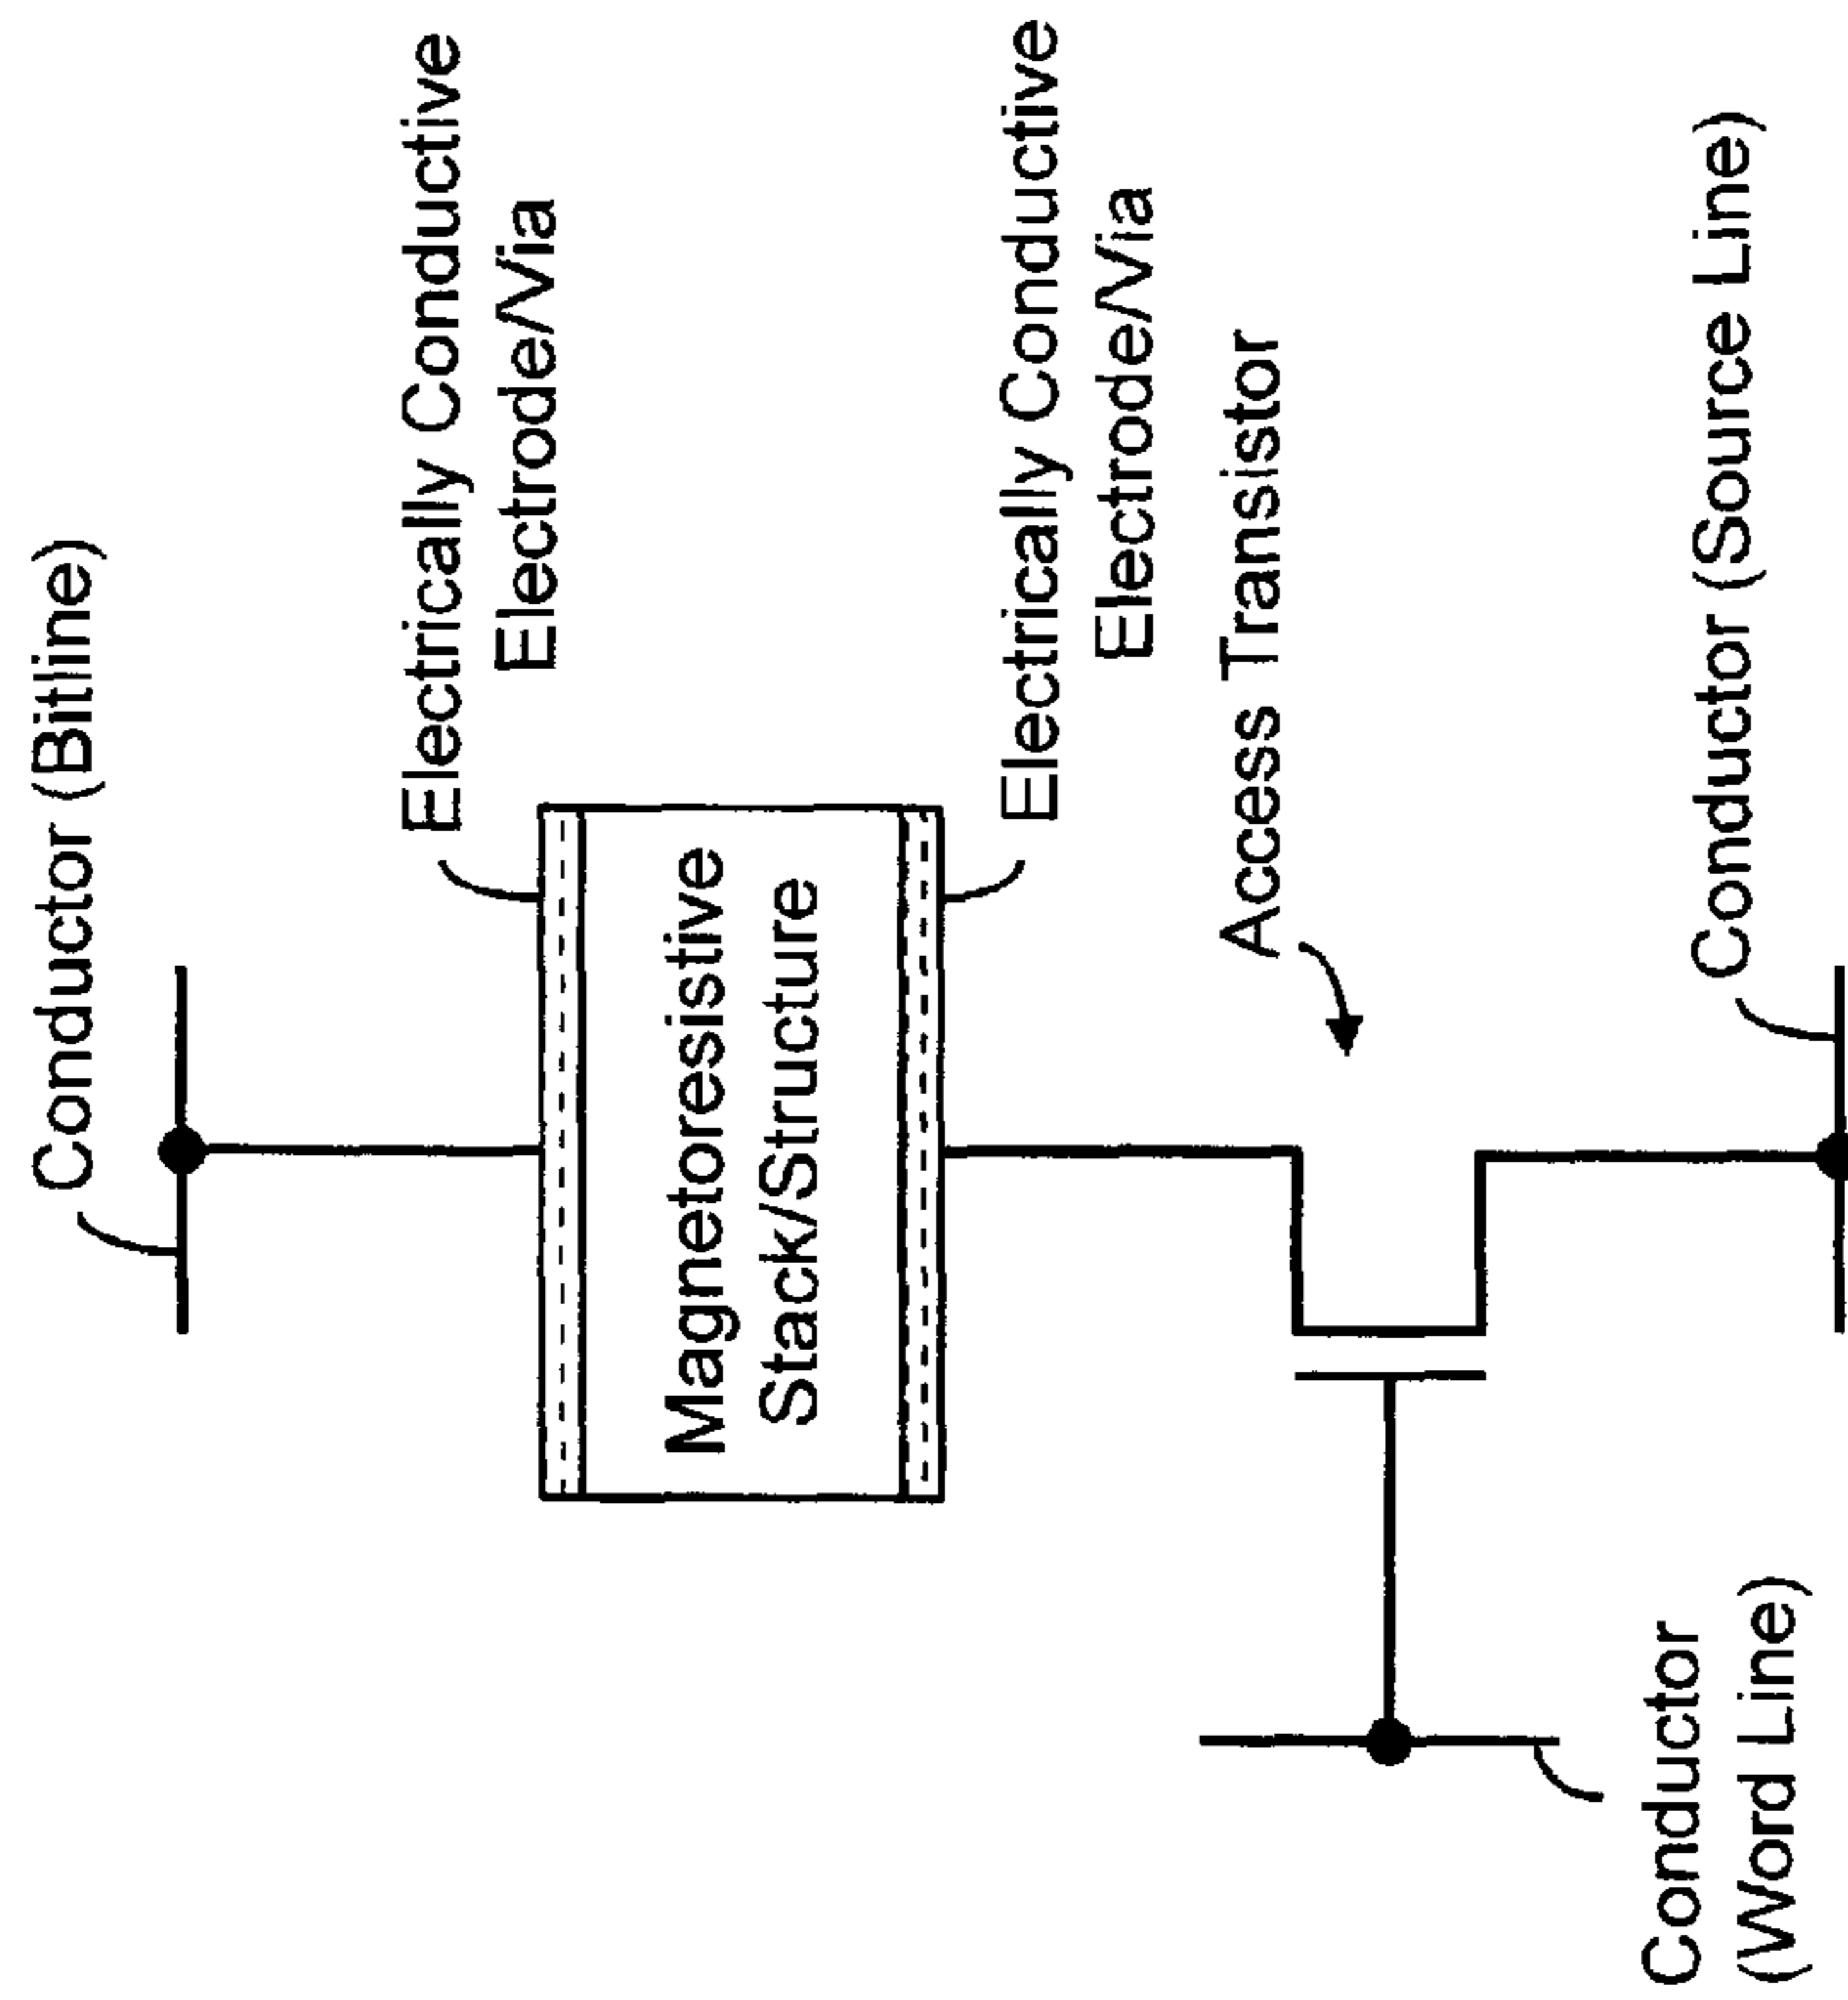 Conductor (Bitline)
Electrically Conductive
Electrode/Via
Magnetoresistive
Stack/Structure
Electrically Conductive
Electrode/Via
Access Transistor
Conductor (Source Line)
Conductor
(Word Line)